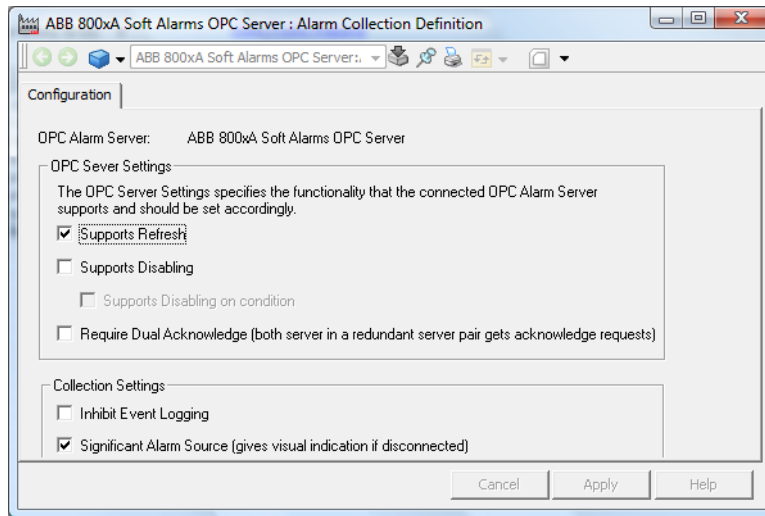 ABB 800xA Soft Alarms OPC Server : Alarm Collection Definition
ABB 800xA Soft Alarms OPC Server:.
Configuration
OPC Alarm Server: ABB 800xA Soft Alarms OPC Server
OPC Sever Settings
The OPC Server Settings specifies the functionality that the connected OPC Alarm Server
supports and should be set accordingly.
Supports Refresh
Supports Disabling
Supports Disabling on condition
Require Dual Acknowledge (both server in a redundant server pair gets acknowledge requests)
Collection Settings
Inhibit Event Logging
Significant Alarm Source (gives visual indication if disconnected)
Cancel Apply Help